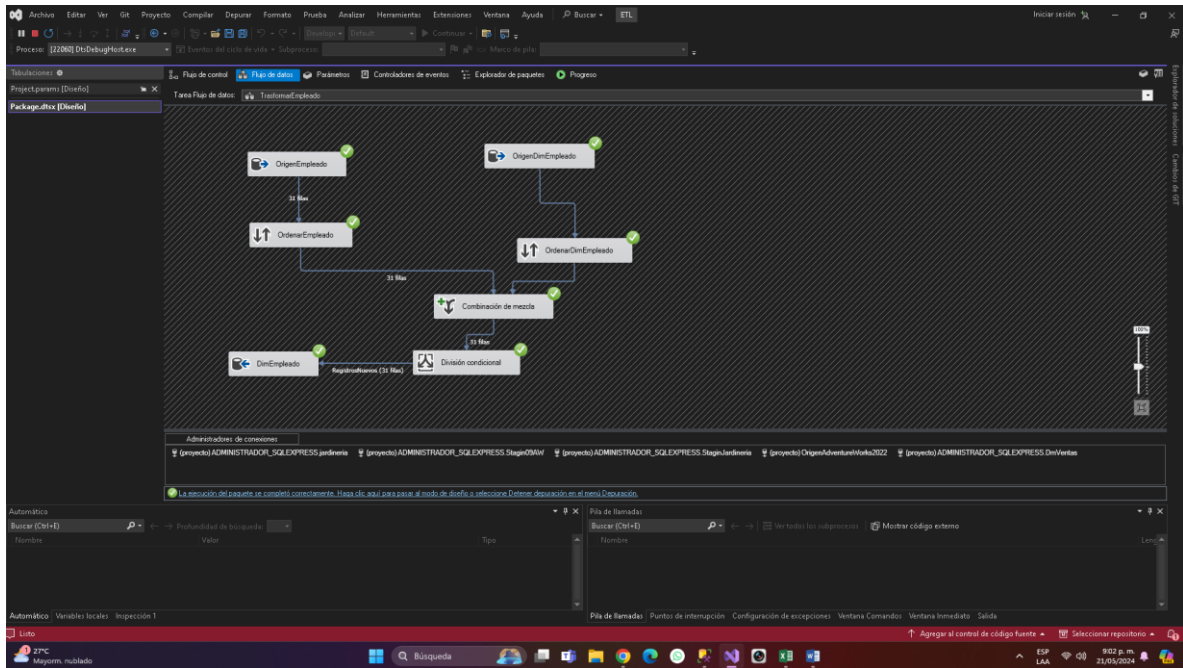 Archivo Editar Ver Git Proyecto Compilar Depurar Formato Prueba Analizar Herramientas Extensiones Ventana Ayuda Buscar ETL Iniciar sesión
Develop Default Continuar
Proceso: [22060] DtsDebugHost.exe Eventos del ciclo de vida Subproceso: Marco de pila:
Tabulaciones
Project.params [Diseño]
Package.dtsx [Diseño]
Flujo de control Flujo de datos Parámetros Controladores de eventos Explorador de paquetes Progreso
Tarea Flujo de datos: TrasformarEmpleado
Explorador de soluciones Cambios de GIT
OrigenEmpleado
OrigenDimEmpleado
31 filas
OrdenarEmpleado
OrdenarDimEmpleado
31 filas
Combinación de mezcla
31 filas
DimEmpleado
División condicional
RegistrosNuevos (31 filas)
100%
Administradores de conexiones
(proyecto) ADMINISTRADOR_SQLEXPRESS.jardineria (proyecto) ADMINISTRADOR_SQLEXPRESS.Stagin09AW (proyecto) ADMINISTRADOR_SQLEXPRESS.StaginJardineria (proyecto) OrigenAdventureWorks2022 (proyecto) ADMINISTRADOR_SQLEXPRESS.DmVentas
La ejecución del paquete se completó correctamente. Haga clic aquí para pasar al modo de diseño o seleccione Detener depuración en el menú Depuración.
Automático
Buscar (Ctrl+E) Profundidad de búsqueda:
Nombre Valor Tipo
Automático Variables locales Inspección 1
Pila de llamadas
Buscar (Ctrl+E) Ver todos los subprocesos Mostrar código externo
Nombre
Pila de llamadas Puntos de interrupción Configuración de excepciones Ventana Comandos Ventana Inmediato Salida
Listo Agregar al control de código fuente Seleccionar repositorio
27°C
Mayorm. nublado
Búsqueda
ESP
LAA
9:02 p. m.
21/05/2024